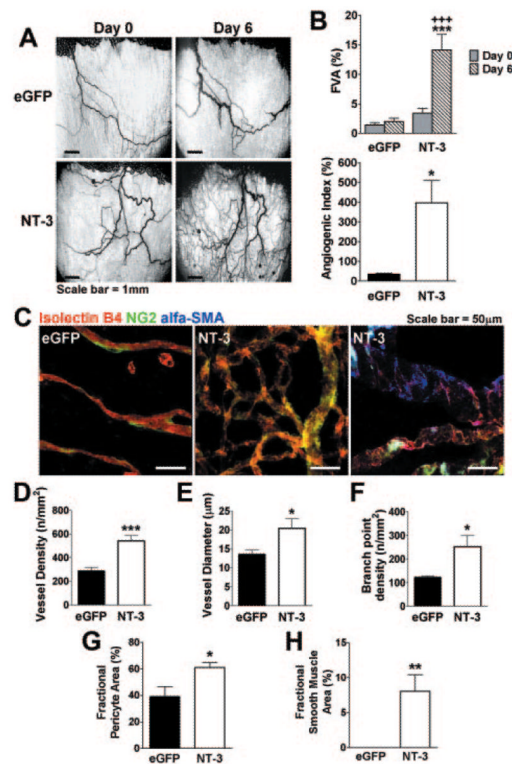 A
Day 0 Day 6
eGFP
NT-3
Scale bar = 1mm
B
FVA (%)
20
15
10
5
0
+++
***
Day 0
Day 6
eGFP NT-3
Angiogenic Index (%)
600
500
400
300
200
100
0
*
eGFP NT-3
C
Isolectin B4 NG2 alfa-SMA
Scale bar = 50μm
eGFP
NT-3
NT-3
D
Vessel Density (n/mm²)
800
600
400
200
0
***
eGFP NT-3
E
Vessel Diameter (μm)
25
20
15
10
5
0
*
eGFP NT-3
F
Branch point
density(n/mm²)
400
300
200
100
0
*
eGFP NT-3
G
Fractional
Pericyte Area (%)
80
60
40
20
0
*
eGFP NT-3
H
Fractional
Smooth Muscle
Area (%)
15
10
5
0
**
eGFP NT-3